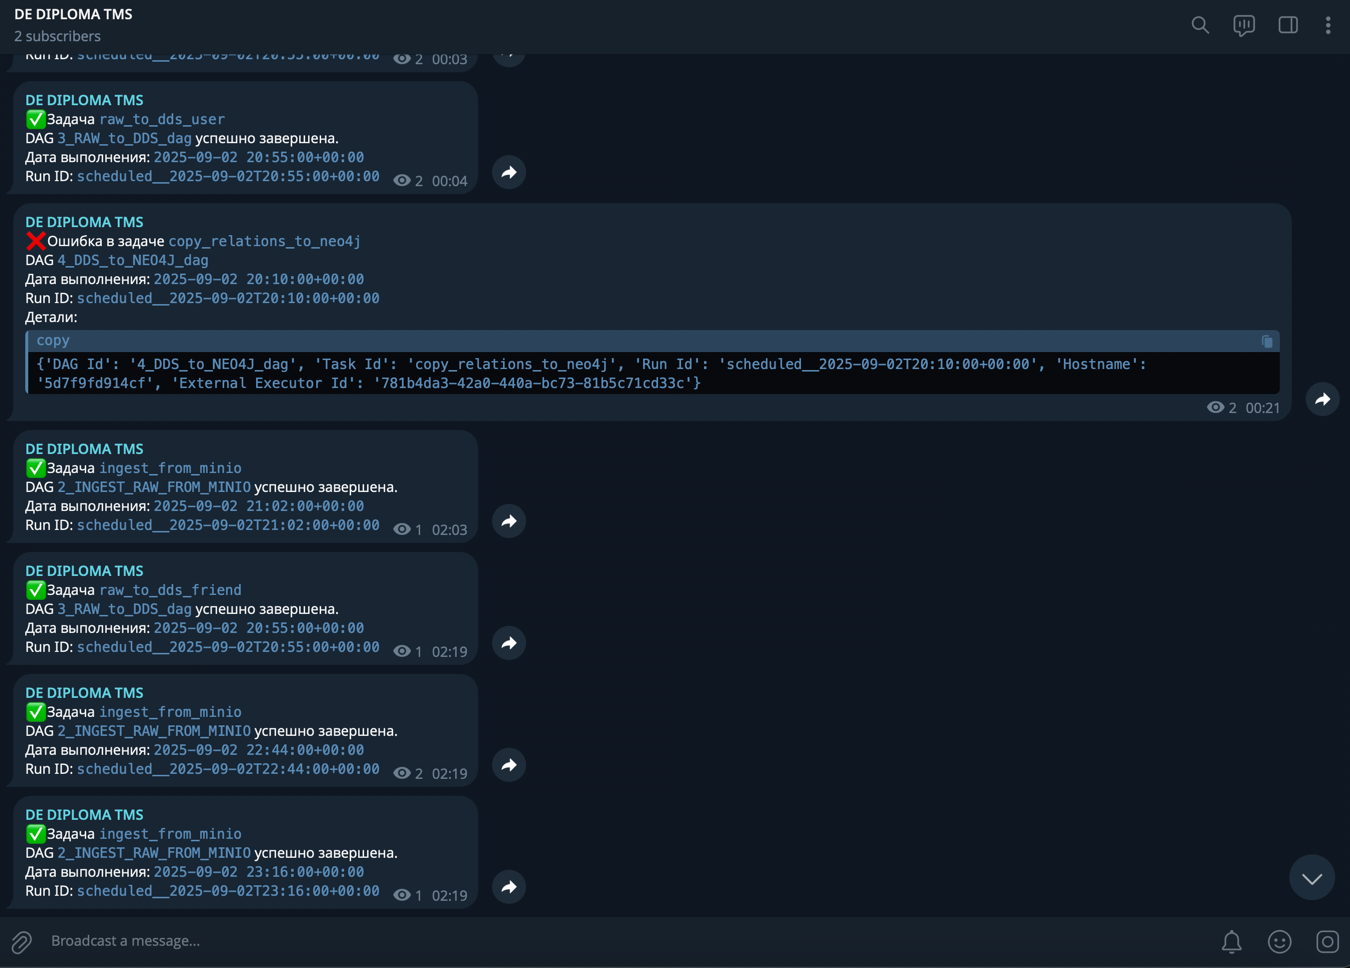 DE DIPLOMA TMS
2 subscribers
Run ID: scheduled__2025-09-02T20:55:00+00:00 2 00:03
DE DIPLOMA TMS
✅Задача raw_to_dds_user
DAG 3_RAW_to_DDS_dag успешно завершена.
Дата выполнения: 2025-09-02 20:55:00+00:00
Run ID: scheduled__2025-09-02T20:55:00+00:00 2 00:04
DE DIPLOMA TMS
❌Ошибка в задаче copy_relations_to_neo4j
DAG 4_DDS_to_NEO4J_dag
Дата выполнения: 2025-09-02 20:10:00+00:00
Run ID: scheduled__2025-09-02T20:10:00+00:00
Детали:
copy
{'DAG Id': '4_DDS_to_NEO4J_dag', 'Task Id': 'copy_relations_to_neo4j', 'Run Id': 'scheduled__2025-09-02T20:10:00+00:00', 'Hostname':
'5d7f9fd914cf', 'External Executor Id': '781b4da3-42a0-440a-bc73-81b5c71cd33c'}
2 00:21
DE DIPLOMA TMS
✅Задача ingest_from_minio
DAG 2_INGEST_RAW_FROM_MINIO успешно завершена.
Дата выполнения: 2025-09-02 21:02:00+00:00
Run ID: scheduled__2025-09-02T21:02:00+00:00 1 02:03
DE DIPLOMA TMS
✅Задача raw_to_dds_friend
DAG 3_RAW_to_DDS_dag успешно завершена.
Дата выполнения: 2025-09-02 20:55:00+00:00
Run ID: scheduled__2025-09-02T20:55:00+00:00 1 02:19
DE DIPLOMA TMS
✅Задача ingest_from_minio
DAG 2_INGEST_RAW_FROM_MINIO успешно завершена.
Дата выполнения: 2025-09-02 22:44:00+00:00
Run ID: scheduled__2025-09-02T22:44:00+00:00 2 02:19
DE DIPLOMA TMS
✅Задача ingest_from_minio
DAG 2_INGEST_RAW_FROM_MINIO успешно завершена.
Дата выполнения: 2025-09-02 23:16:00+00:00
Run ID: scheduled__2025-09-02T23:16:00+00:00 1 02:19
Broadcast a message...